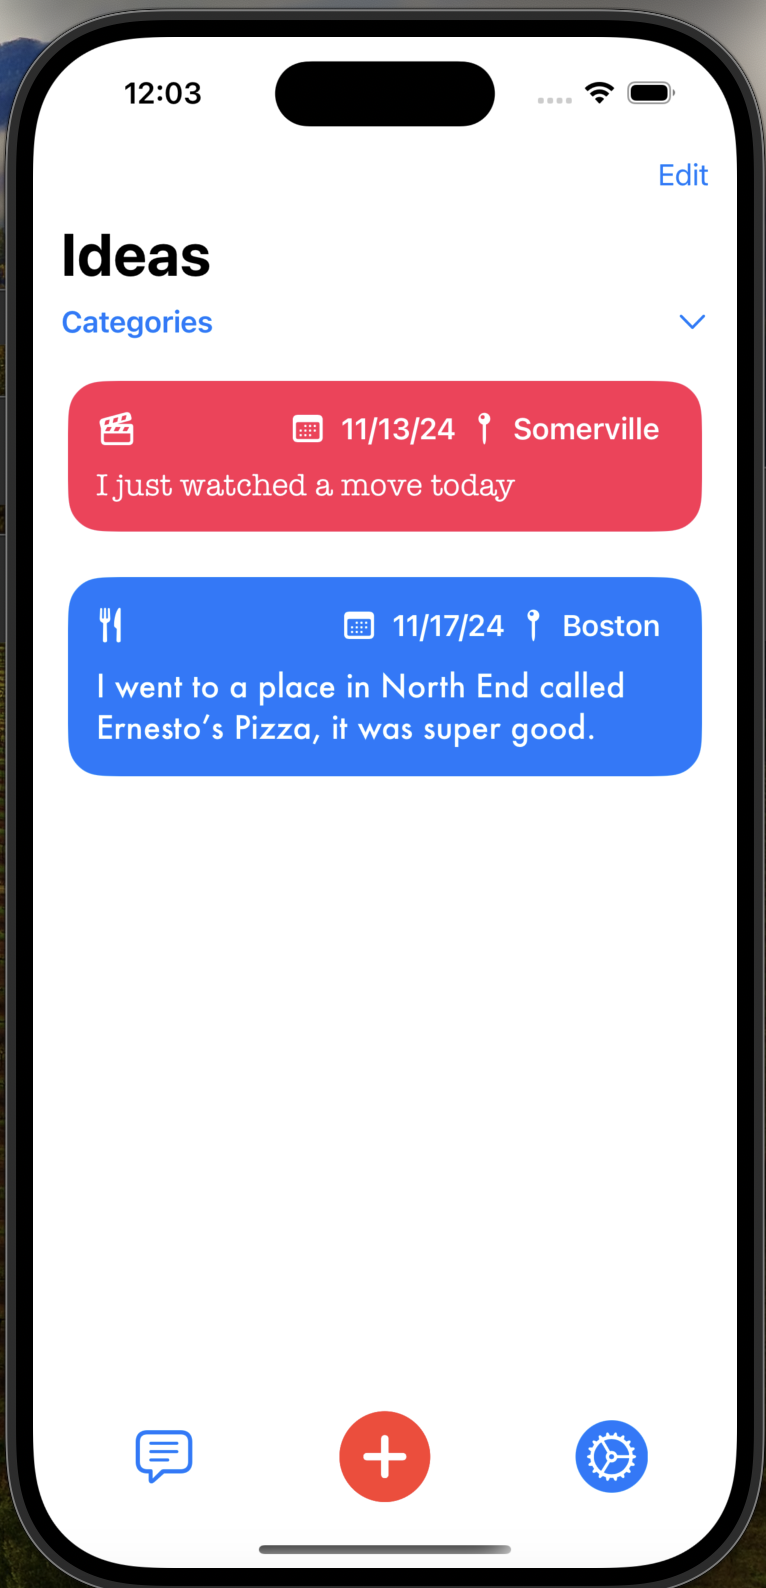 12:03
Edit
Ideas
Categories
11/13/24 Somerville
I just watched a move today
11/17/24 Boston
I went to a place in North End called
Ernesto’s Pizza, it was super good.